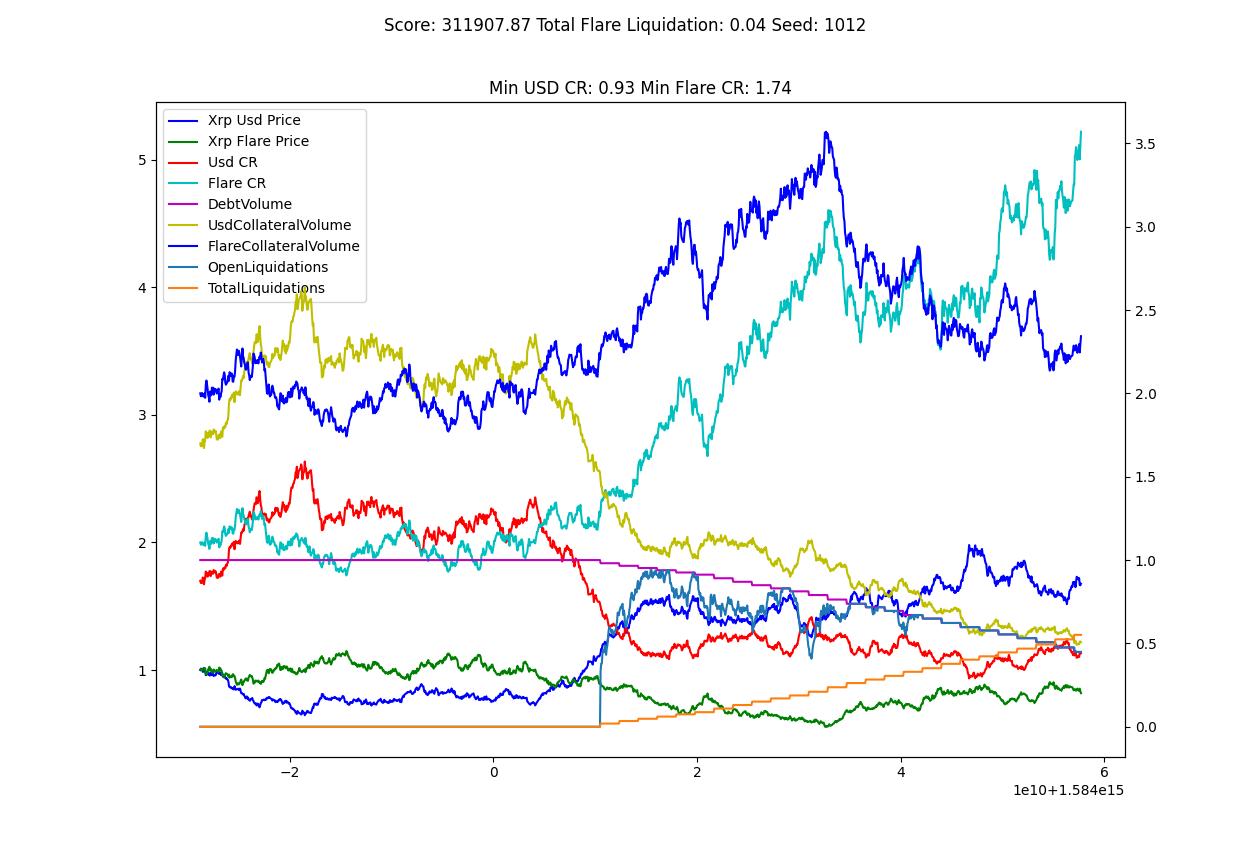 Score: 311907.87 Total Flare Liquidation: 0.04 Seed: 1012
Min USD CR: 0.93 Min Flare CR: 1.74
Xrp Usd Price
Xrp Flare Price
Usd CR
Flare CR
DebtVolume
UsdCollateralVolume
FlareCollateralVolume
OpenLiquidations
TotalLiquidations
5
4
3
2
1
3.5
3.0
2.5
2.0
1.5
1.0
0.5
0.0
−2
0
2
4
6
1e10+1.584e15